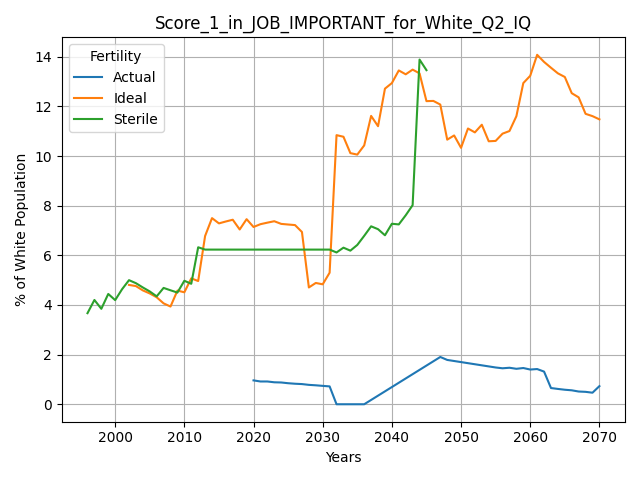 Score_1_in_JOB_IMPORTANT_for_White_Q2_IQ
Fertility
Actual
Ideal
Sterile
% of White Population
14
12
10
8
6
4
2
0
2000 2010 2020 2030 2040 2050 2060 2070
Years